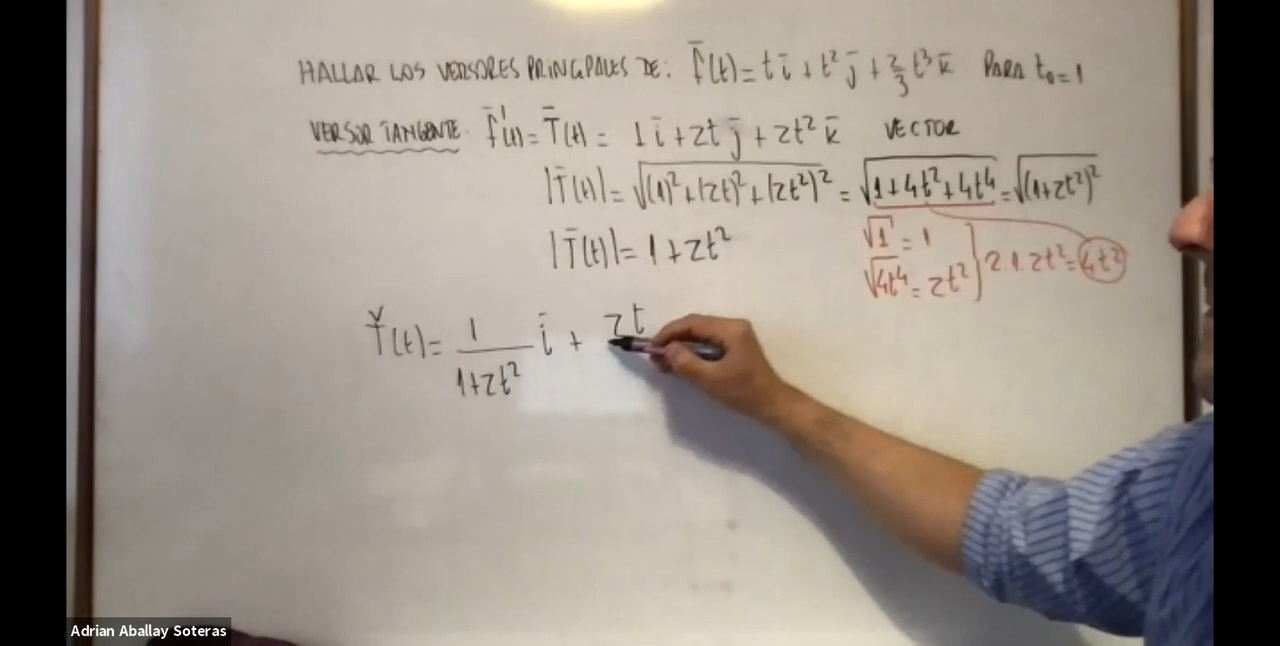 HALLAR LOS VERSORES PRINCIPALES DE: f̄(t) = t ī + t² j̄ + 2/3 t³ k̄ PARA t₀=1
VERSOR TANGENTE f̄'(t) = T̄(t) = 1 ī + 2t j̄ + 2t² k̄ VECTOR
|T̄(t)| = √((1)² + (2t)² + (2t²)²) = √(1 + 4t² + 4t⁴) = √((1+2t²)²)
|T̄(t)| = 1 + 2t²
√1 = 1
√4t⁴ = 2t² ] 2.1.2t² = 4t²
Ť(t) = 1/(1+2t²) ī + 2t
Adrian Aballay Soteras